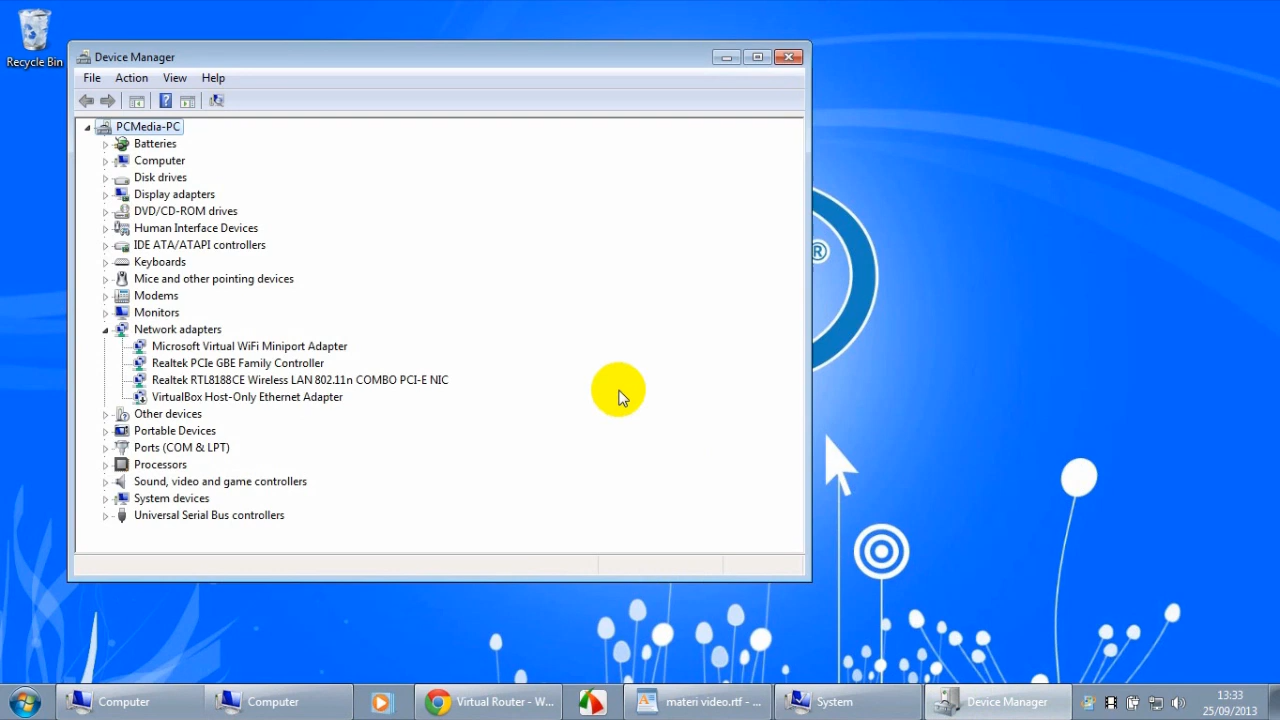 Recycle Bin
Device Manager
File Action View Help
PCMedia-PC
Batteries
Computer
Disk drives
Display adapters
DVD/CD-ROM drives
Human Interface Devices
IDE ATA/ATAPI controllers
Keyboards
Mice and other pointing devices
Modems
Monitors
Network adapters
Microsoft Virtual WiFi Miniport Adapter
Realtek PCIe GBE Family Controller
Realtek RTL8188CE Wireless LAN 802.11n COMBO PCI-E NIC
VirtualBox Host-Only Ethernet Adapter
Other devices
Portable Devices
Ports (COM & LPT)
Processors
Sound, video and game controllers
System devices
Universal Serial Bus controllers
®
Computer Computer Virtual Router - W... materi video.rtf - ... System Device Manager
13:33
25/09/2013